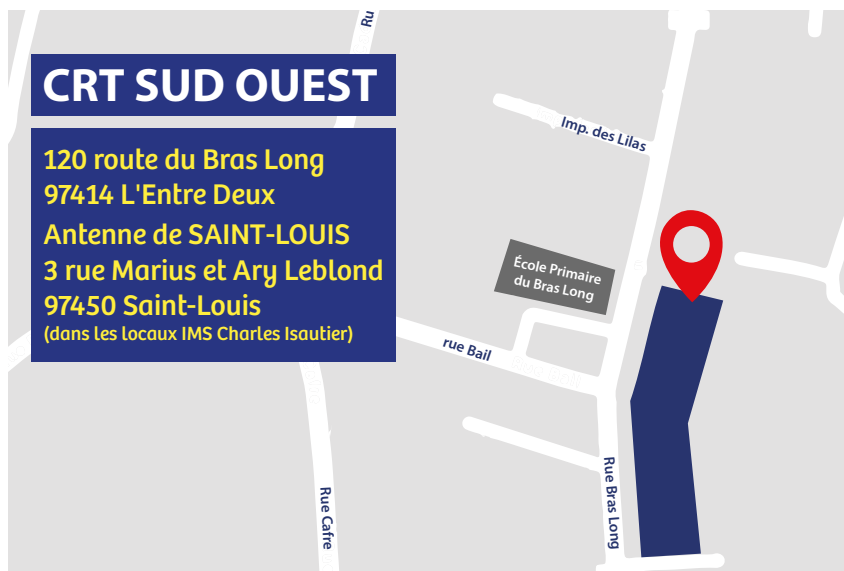 Ru
CRT SUD OUEST
120 route du Bras Long
97414 L'Entre Deux
Antenne de SAINT-LOUIS
3 rue Marius et Ary Leblond
97450 Saint-Louis
(dans les locaux IMS Charles Isautier)
Imp. des Lilas
École Primaire
du Bras Long
rue Bail
Rue Bras Long
Rue Cafre